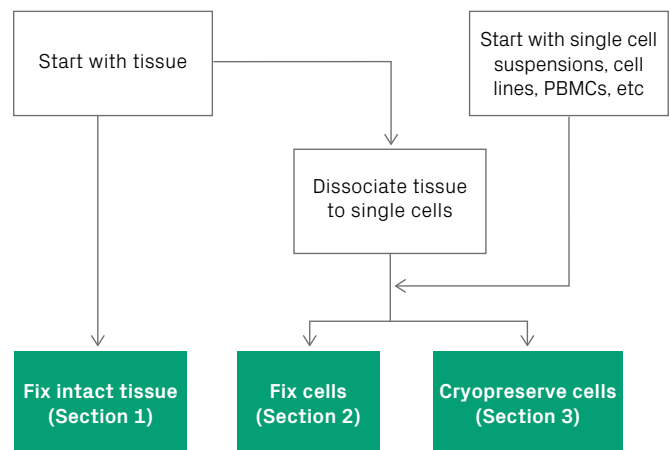 Start with tissue
Start with single cell
suspensions, cell
lines, PBMCs, etc
Dissociate tissue
to single cells
Fix intact tissue
(Section 1)
Fix cells
(Section 2)
Cryopreserve cells
(Section 3)